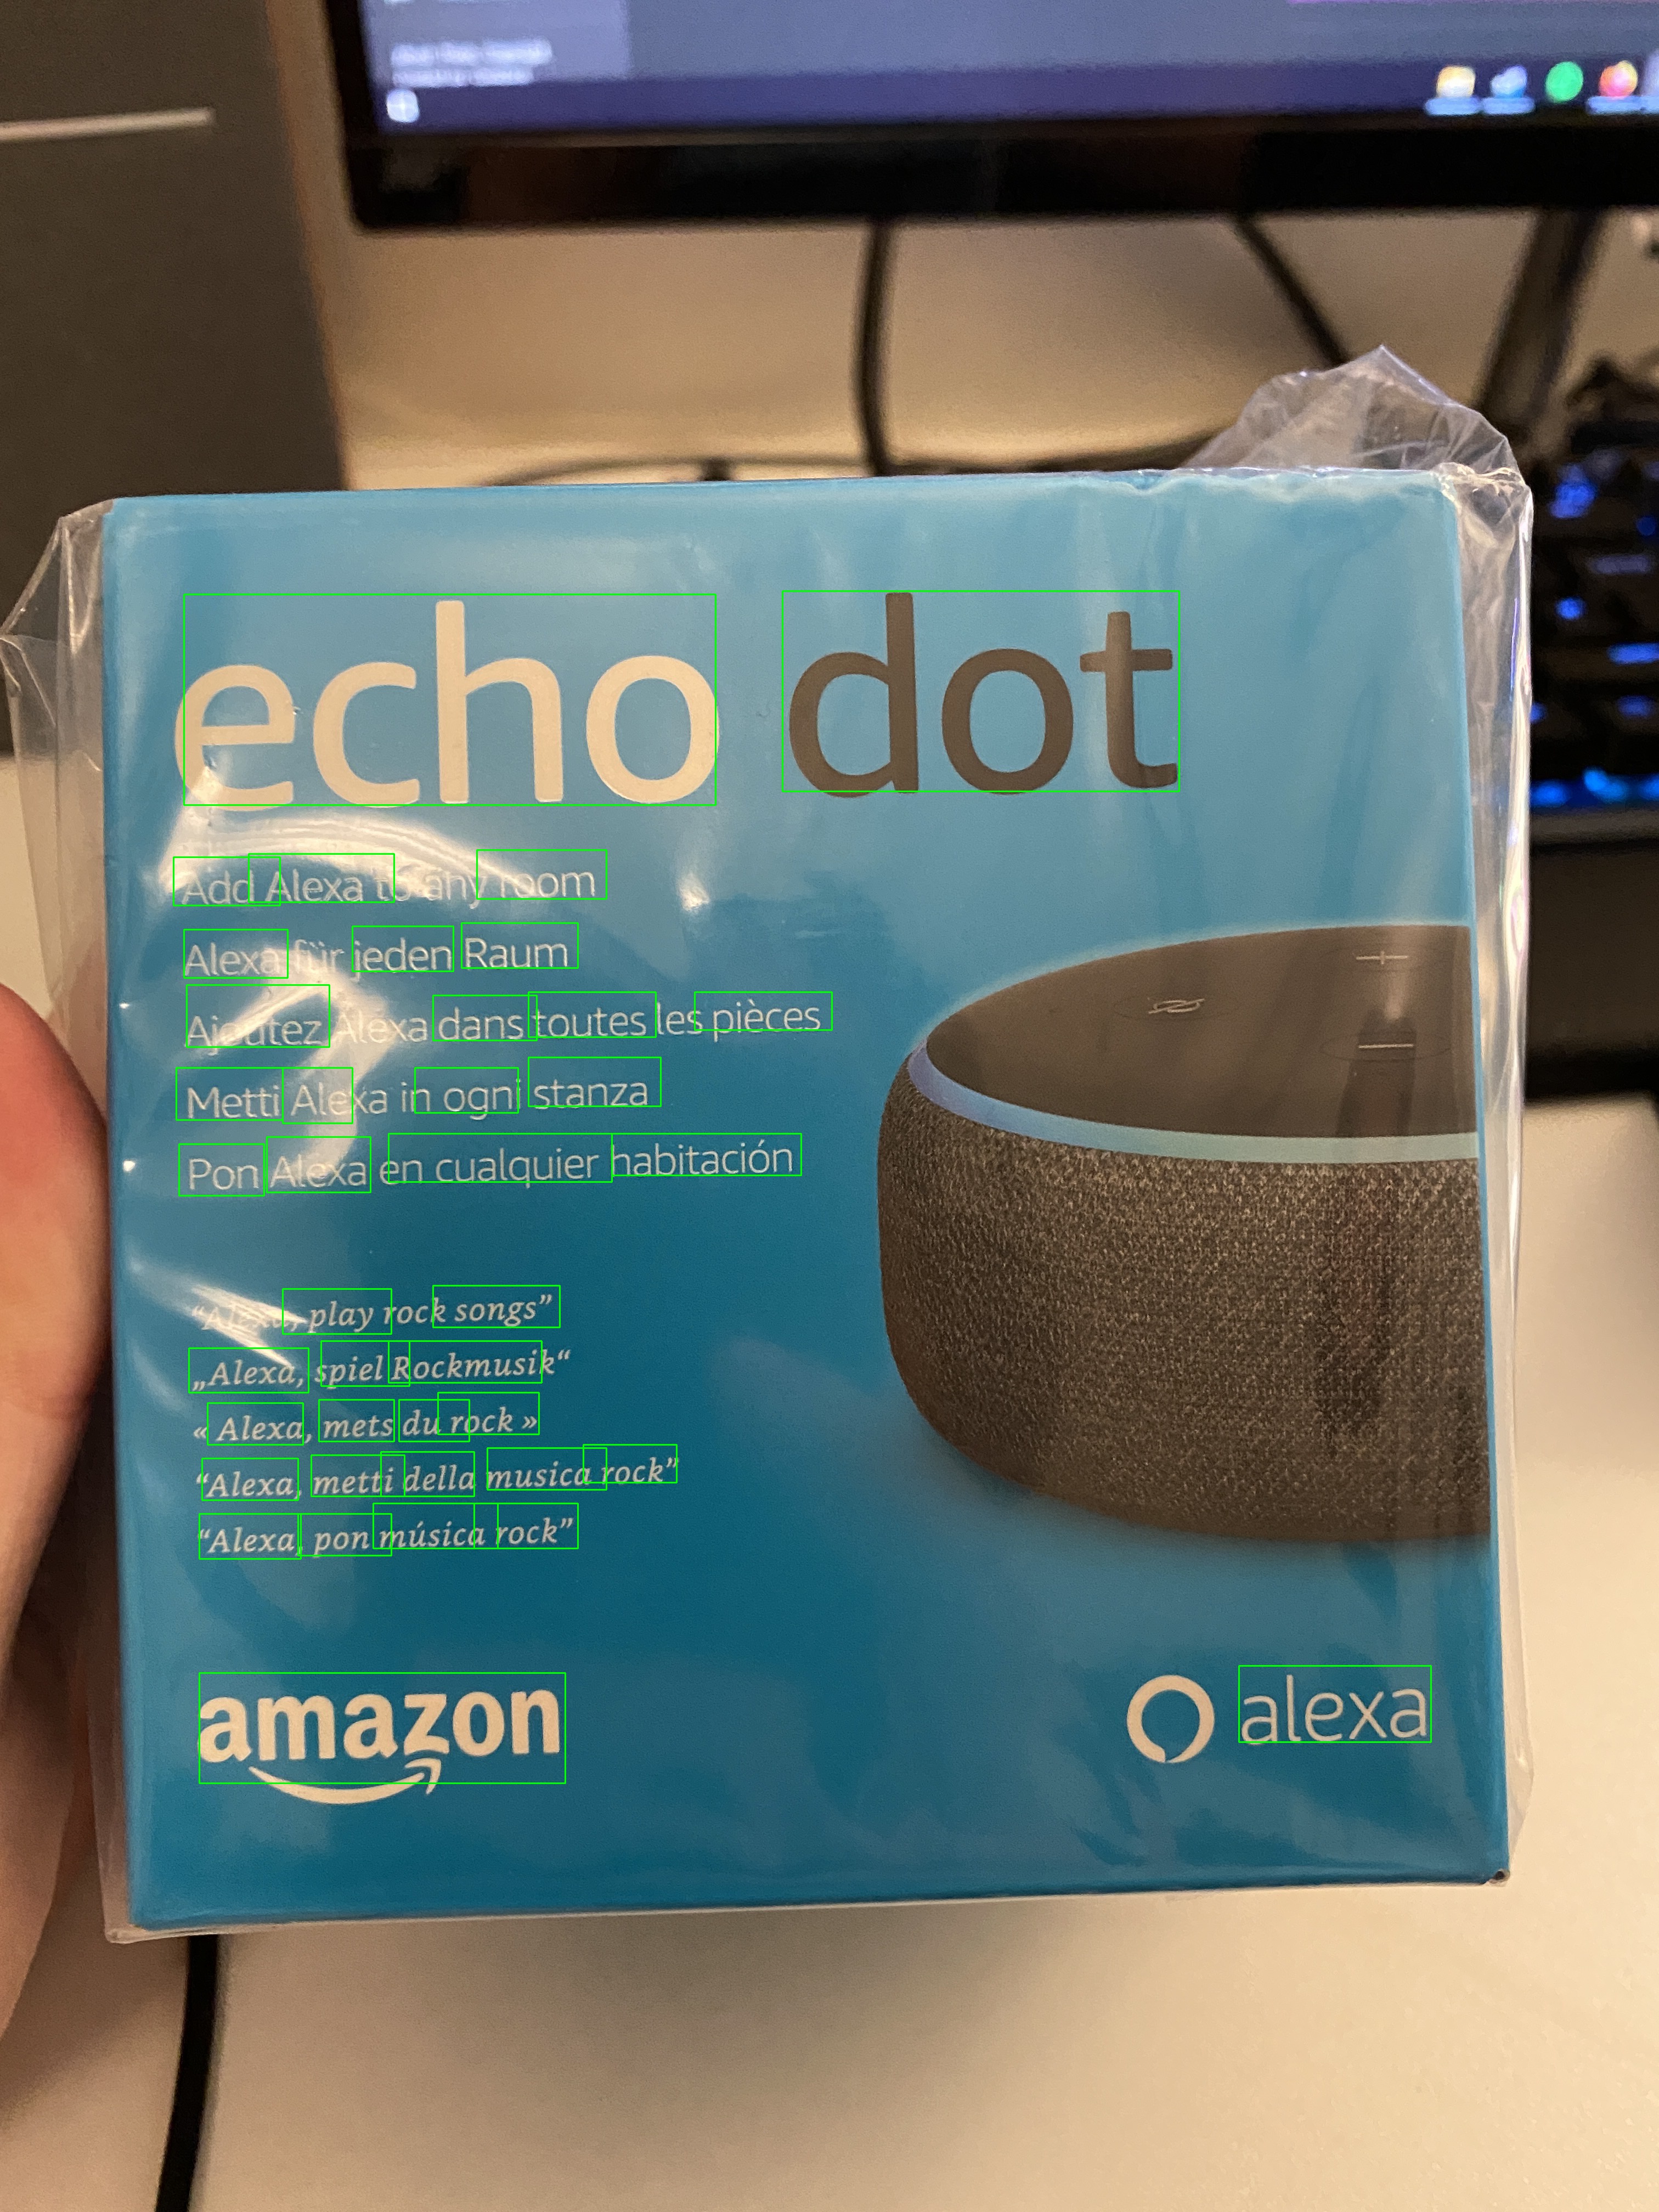 echo dot
Add Alexa to any room
Alexa für jeden Raum
Ajoutez Alexa dans toutes les pièces
Metti Alexa in ogni stanza
Pon Alexa en cualquier habitación
“Alexa, play rock songs”
„Alexa, spiel Rockmusik“
« Alexa, mets du rock »
“Alexa, metti della musica rock”
“Alexa, pon música rock”
amazon
alexa